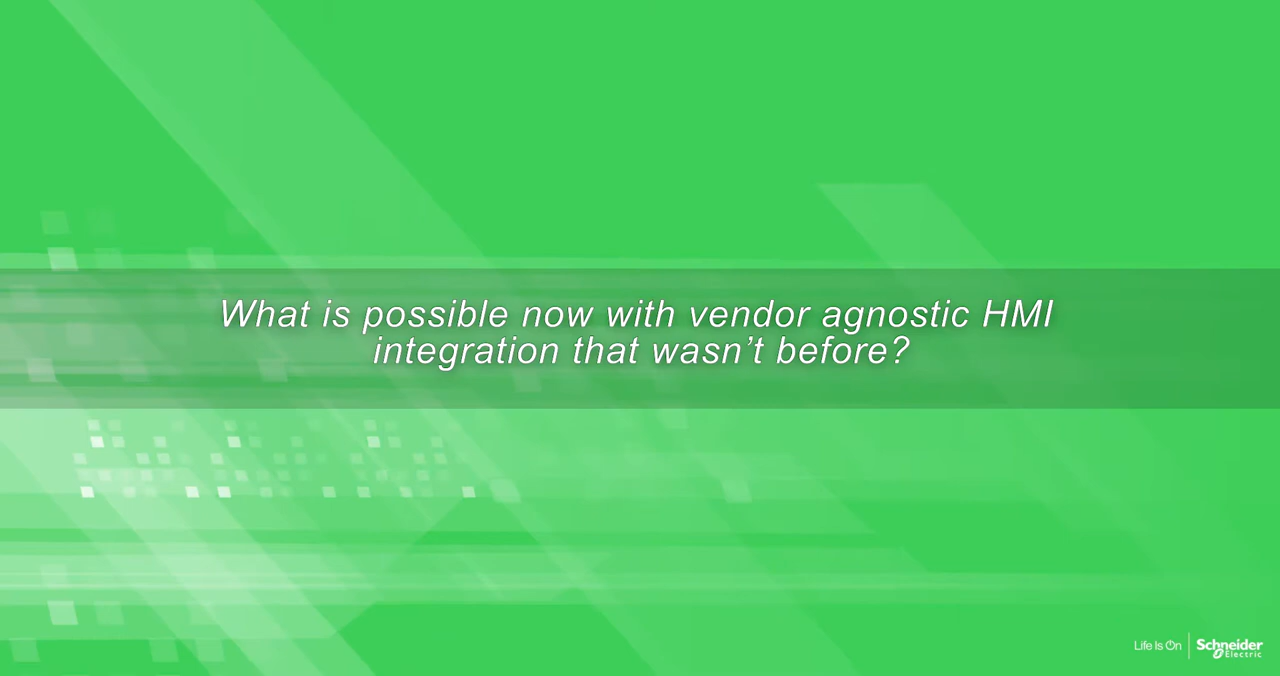 What is possible now with vendor agnostic HMI
integration that wasn’t before?
Life Is On | Schneider
Electric